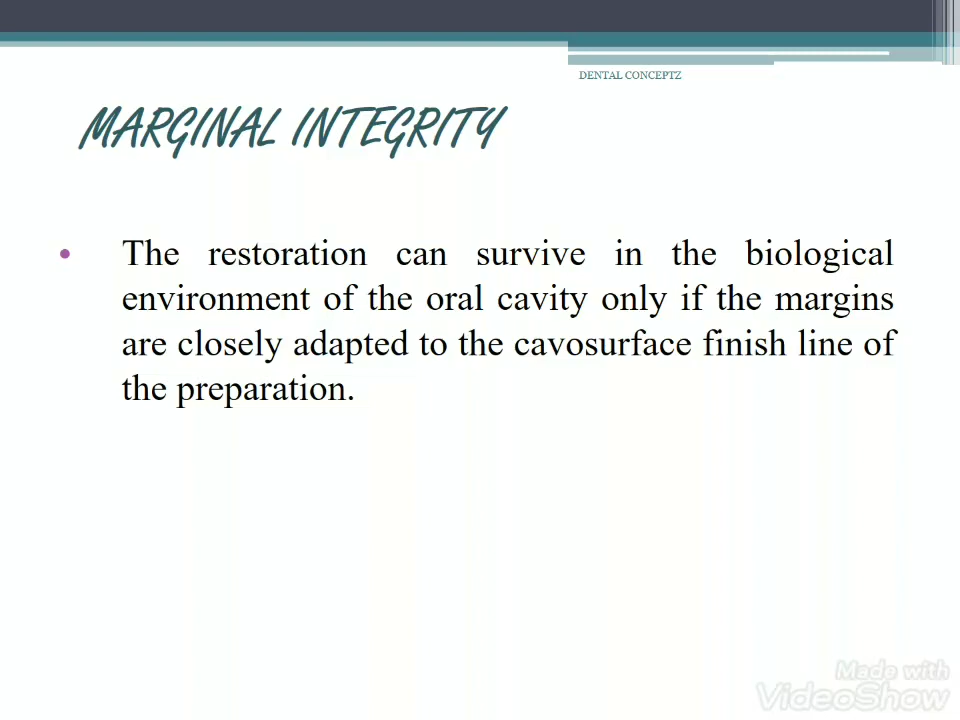 DENTAL CONCEPTZ
MARGINAL INTEGRITY
• The restoration can survive in the biological
environment of the oral cavity only if the margins
are closely adapted to the cavosurface finish line of
the preparation.
Made with
VideoShow